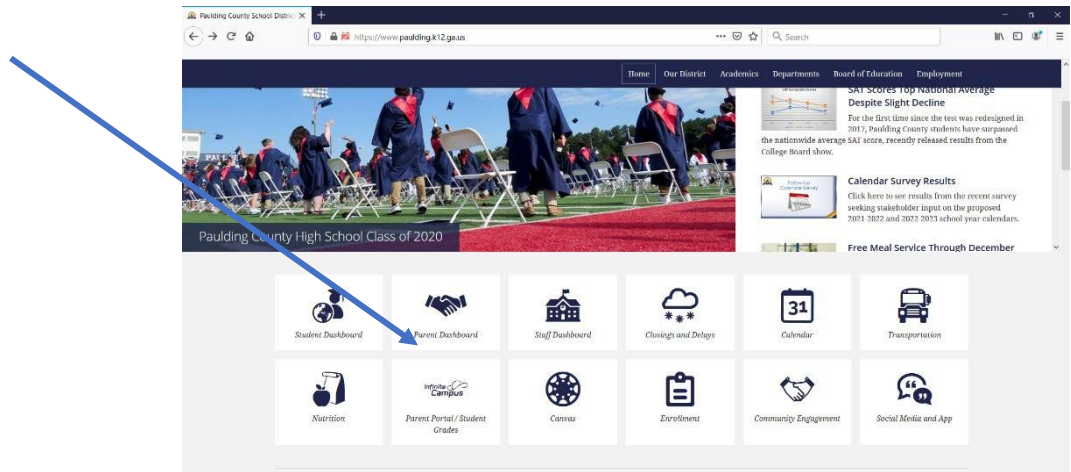 Paulding County School District
https://www.paulding.k12.ga.us
Search
Home Our District Academics Departments Board of Education Employment
Paulding County High School Class of 2020
SAT Scores Top National Average
Despite Slight Decline
For the first time since the test was redesigned in
2017, Paulding County students have surpassed
the nationwide average SAT score, recently released results from the
College Board show.
Calendar Survey Results
Click here to see results from the recent survey
seeking stakeholder input on the proposed
2021-2022 and 2022-2023 school year calendars.
Free Meal Service Through December
Student Dashboard
Parent Dashboard
Staff Dashboard
Closings and Delays
31
Calendar
Transportation
Nutrition
Infinite
Campus
Parent Portal / Student
Grades
Canvas
Enrollment
Community Engagement
Social Media and App